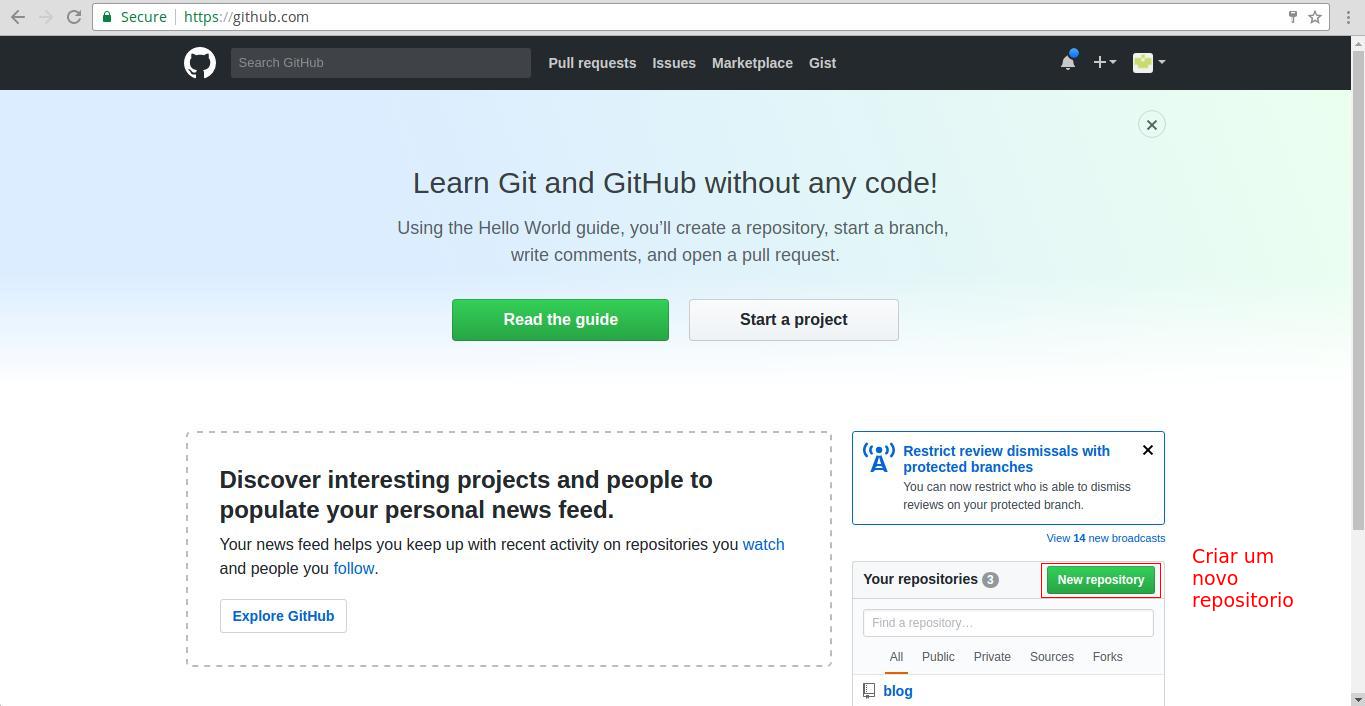 Secure https://github.com
Search GitHub
Pull requests Issues Marketplace Gist
Learn Git and GitHub without any code!
Using the Hello World guide, you’ll create a repository, start a branch,
write comments, and open a pull request.
Read the guide Start a project
Discover interesting projects and people to
populate your personal news feed.
Your news feed helps you keep up with recent activity on repositories you watch
and people you follow.
Explore GitHub
Restrict review dismissals with
protected branches
You can now restrict who is able to dismiss
reviews on your protected branch.
View 14 new broadcasts
Your repositories 3 New repository
Find a repository…
All Public Private Sources Forks
blog
Criar um
novo
repositorio